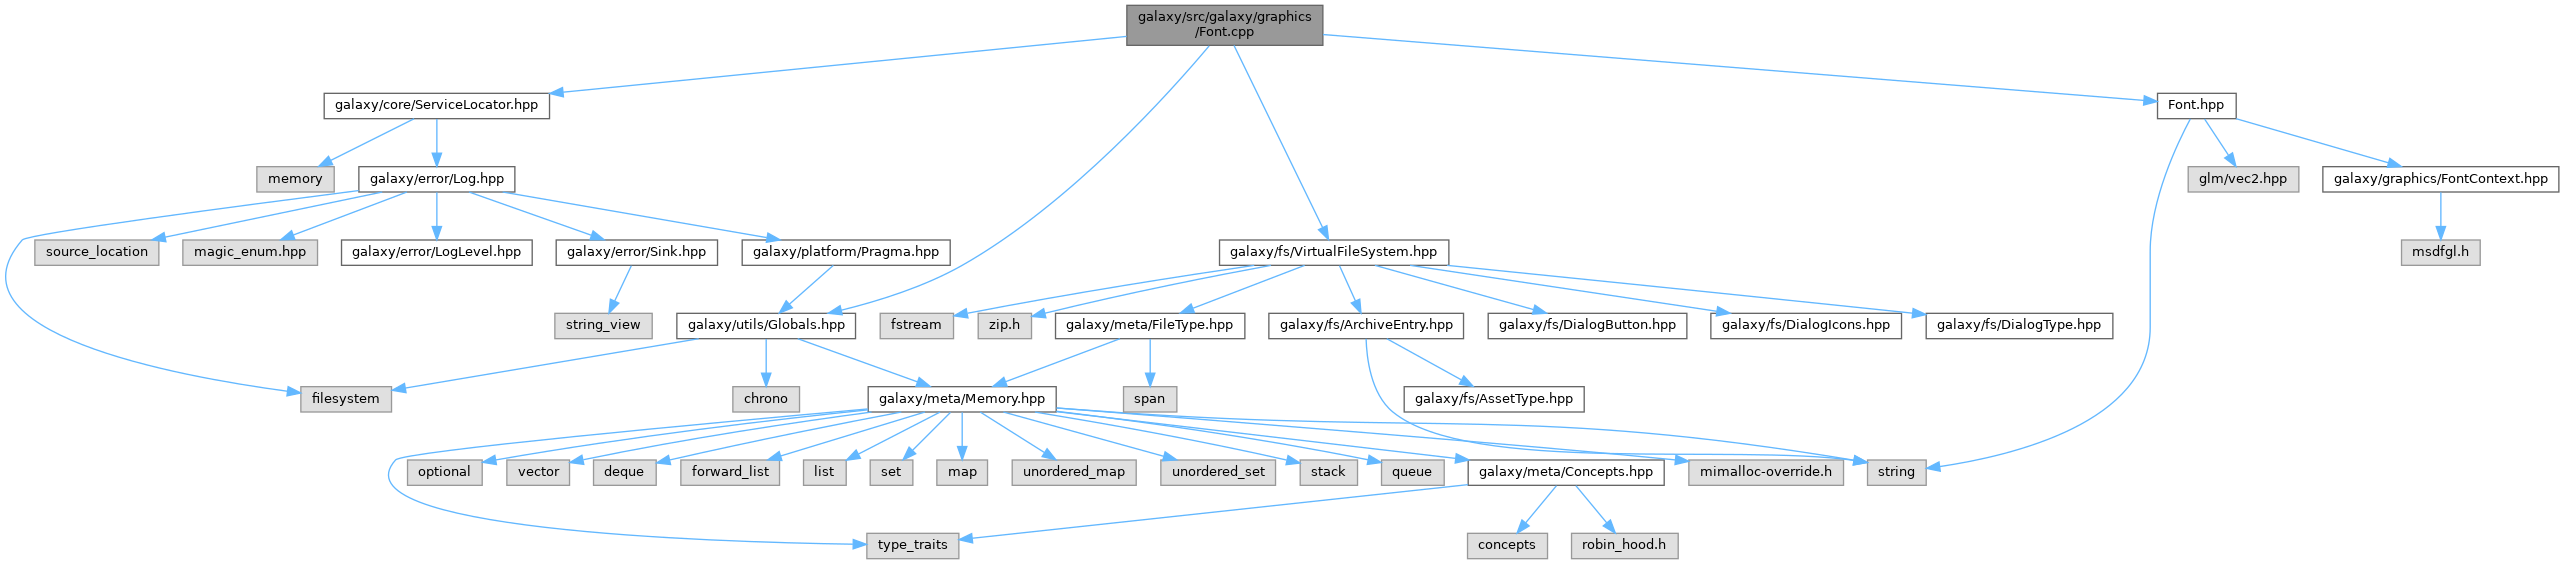 galaxy/src/galaxy/graphics
/Font.cpp
galaxy/core/ServiceLocator.hpp
Font.hpp
memory
galaxy/error/Log.hpp
glm/vec2.hpp
galaxy/graphics/FontContext.hpp
source_location
magic_enum.hpp
galaxy/error/LogLevel.hpp
galaxy/error/Sink.hpp
galaxy/platform/Pragma.hpp
galaxy/fs/VirtualFileSystem.hpp
msdfgl.h
string_view
galaxy/utils/Globals.hpp
fstream
zip.h
galaxy/meta/FileType.hpp
galaxy/fs/ArchiveEntry.hpp
galaxy/fs/DialogButton.hpp
galaxy/fs/DialogIcons.hpp
galaxy/fs/DialogType.hpp
filesystem
chrono
galaxy/meta/Memory.hpp
span
galaxy/fs/AssetType.hpp
optional
vector
deque
forward_list
list
set
map
unordered_map
unordered_set
stack
queue
galaxy/meta/Concepts.hpp
mimalloc-override.h
string
type_traits
concepts
robin_hood.h